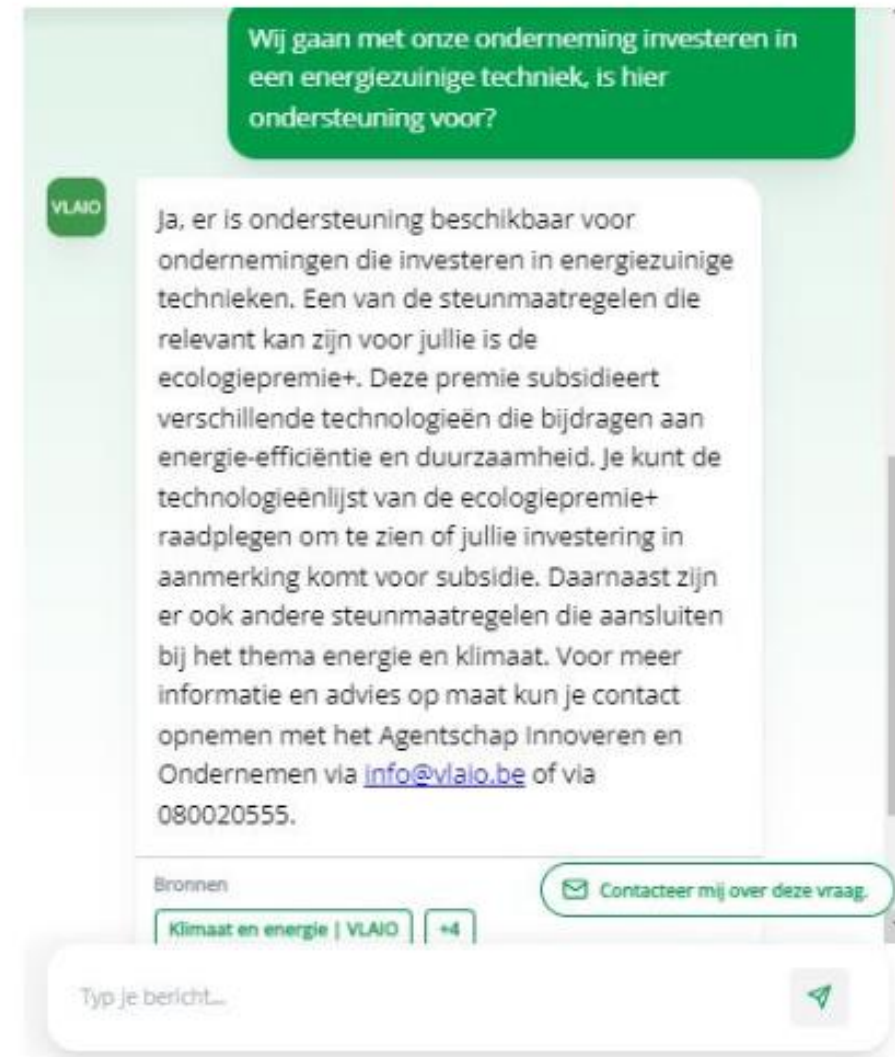 Wij gaan met onze onderneming investeren in
een energiezuinige techniek, is hier
ondersteuning voor?
VLAIO
Ja, er is ondersteuning beschikbaar voor
ondernemingen die investeren in energiezuinige
technieken. Een van de steunmaatregelen die
relevant kan zijn voor jullie is de
ecologiepremie+. Deze premie subsidieert
verschillende technologieën die bijdragen aan
energie-efficiëntie en duurzaamheid. Je kunt de
technologieënlijst van de ecologiepremie+
raadplegen om te zien of jullie investering in
aanmerking komt voor subsidie. Daarnaast zijn
er ook andere steunmaatregelen die aansluiten
bij het thema energie en klimaat. Voor meer
informatie en advies op maat kun je contact
opnemen met het Agentschap Innoveren en
Ondernemen via info@vlaio.be of via
080020555.
Bronnen
Contacteer mij over deze vraag.
Klimaat en energie | VLAIO +4
Typ je bericht...